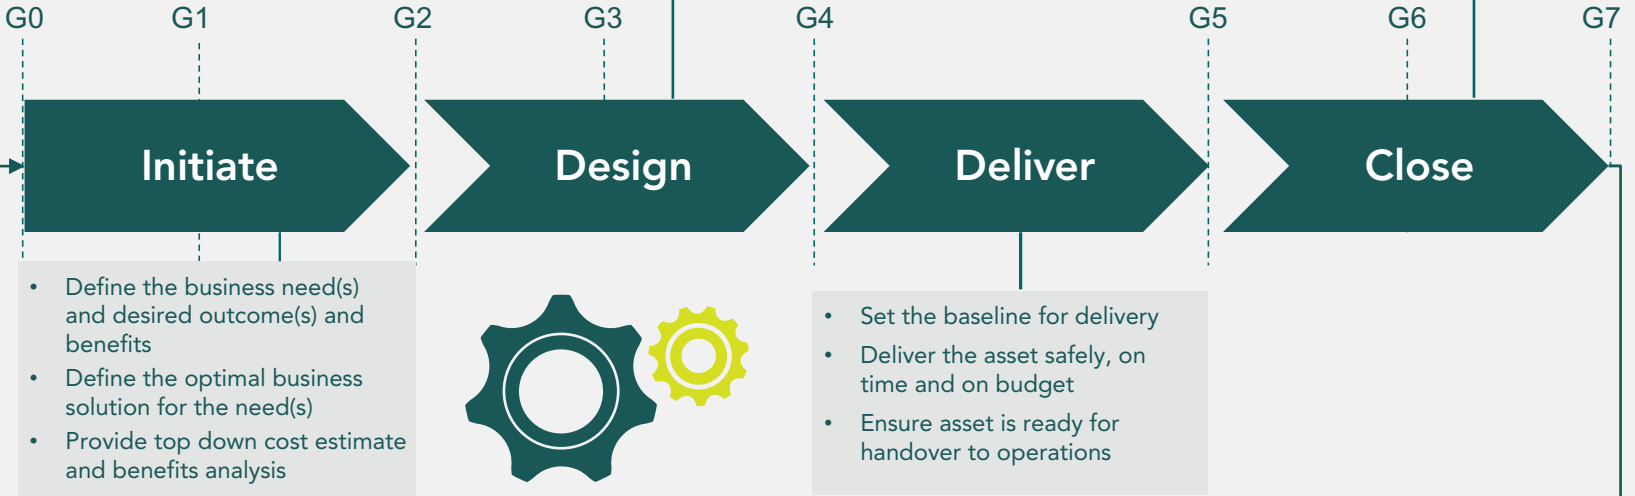 G0 G1 G2 G3 G4 G5 G6 G7
Initiate Design Deliver Close
• Define the business need(s)
and desired outcome(s) and
benefits
• Define the optimal business
solution for the need(s)
• Provide top down cost estimate
and benefits analysis
• Set the baseline for delivery
• Deliver the asset safely, on
time and on budget
• Ensure asset is ready for
handover to operations